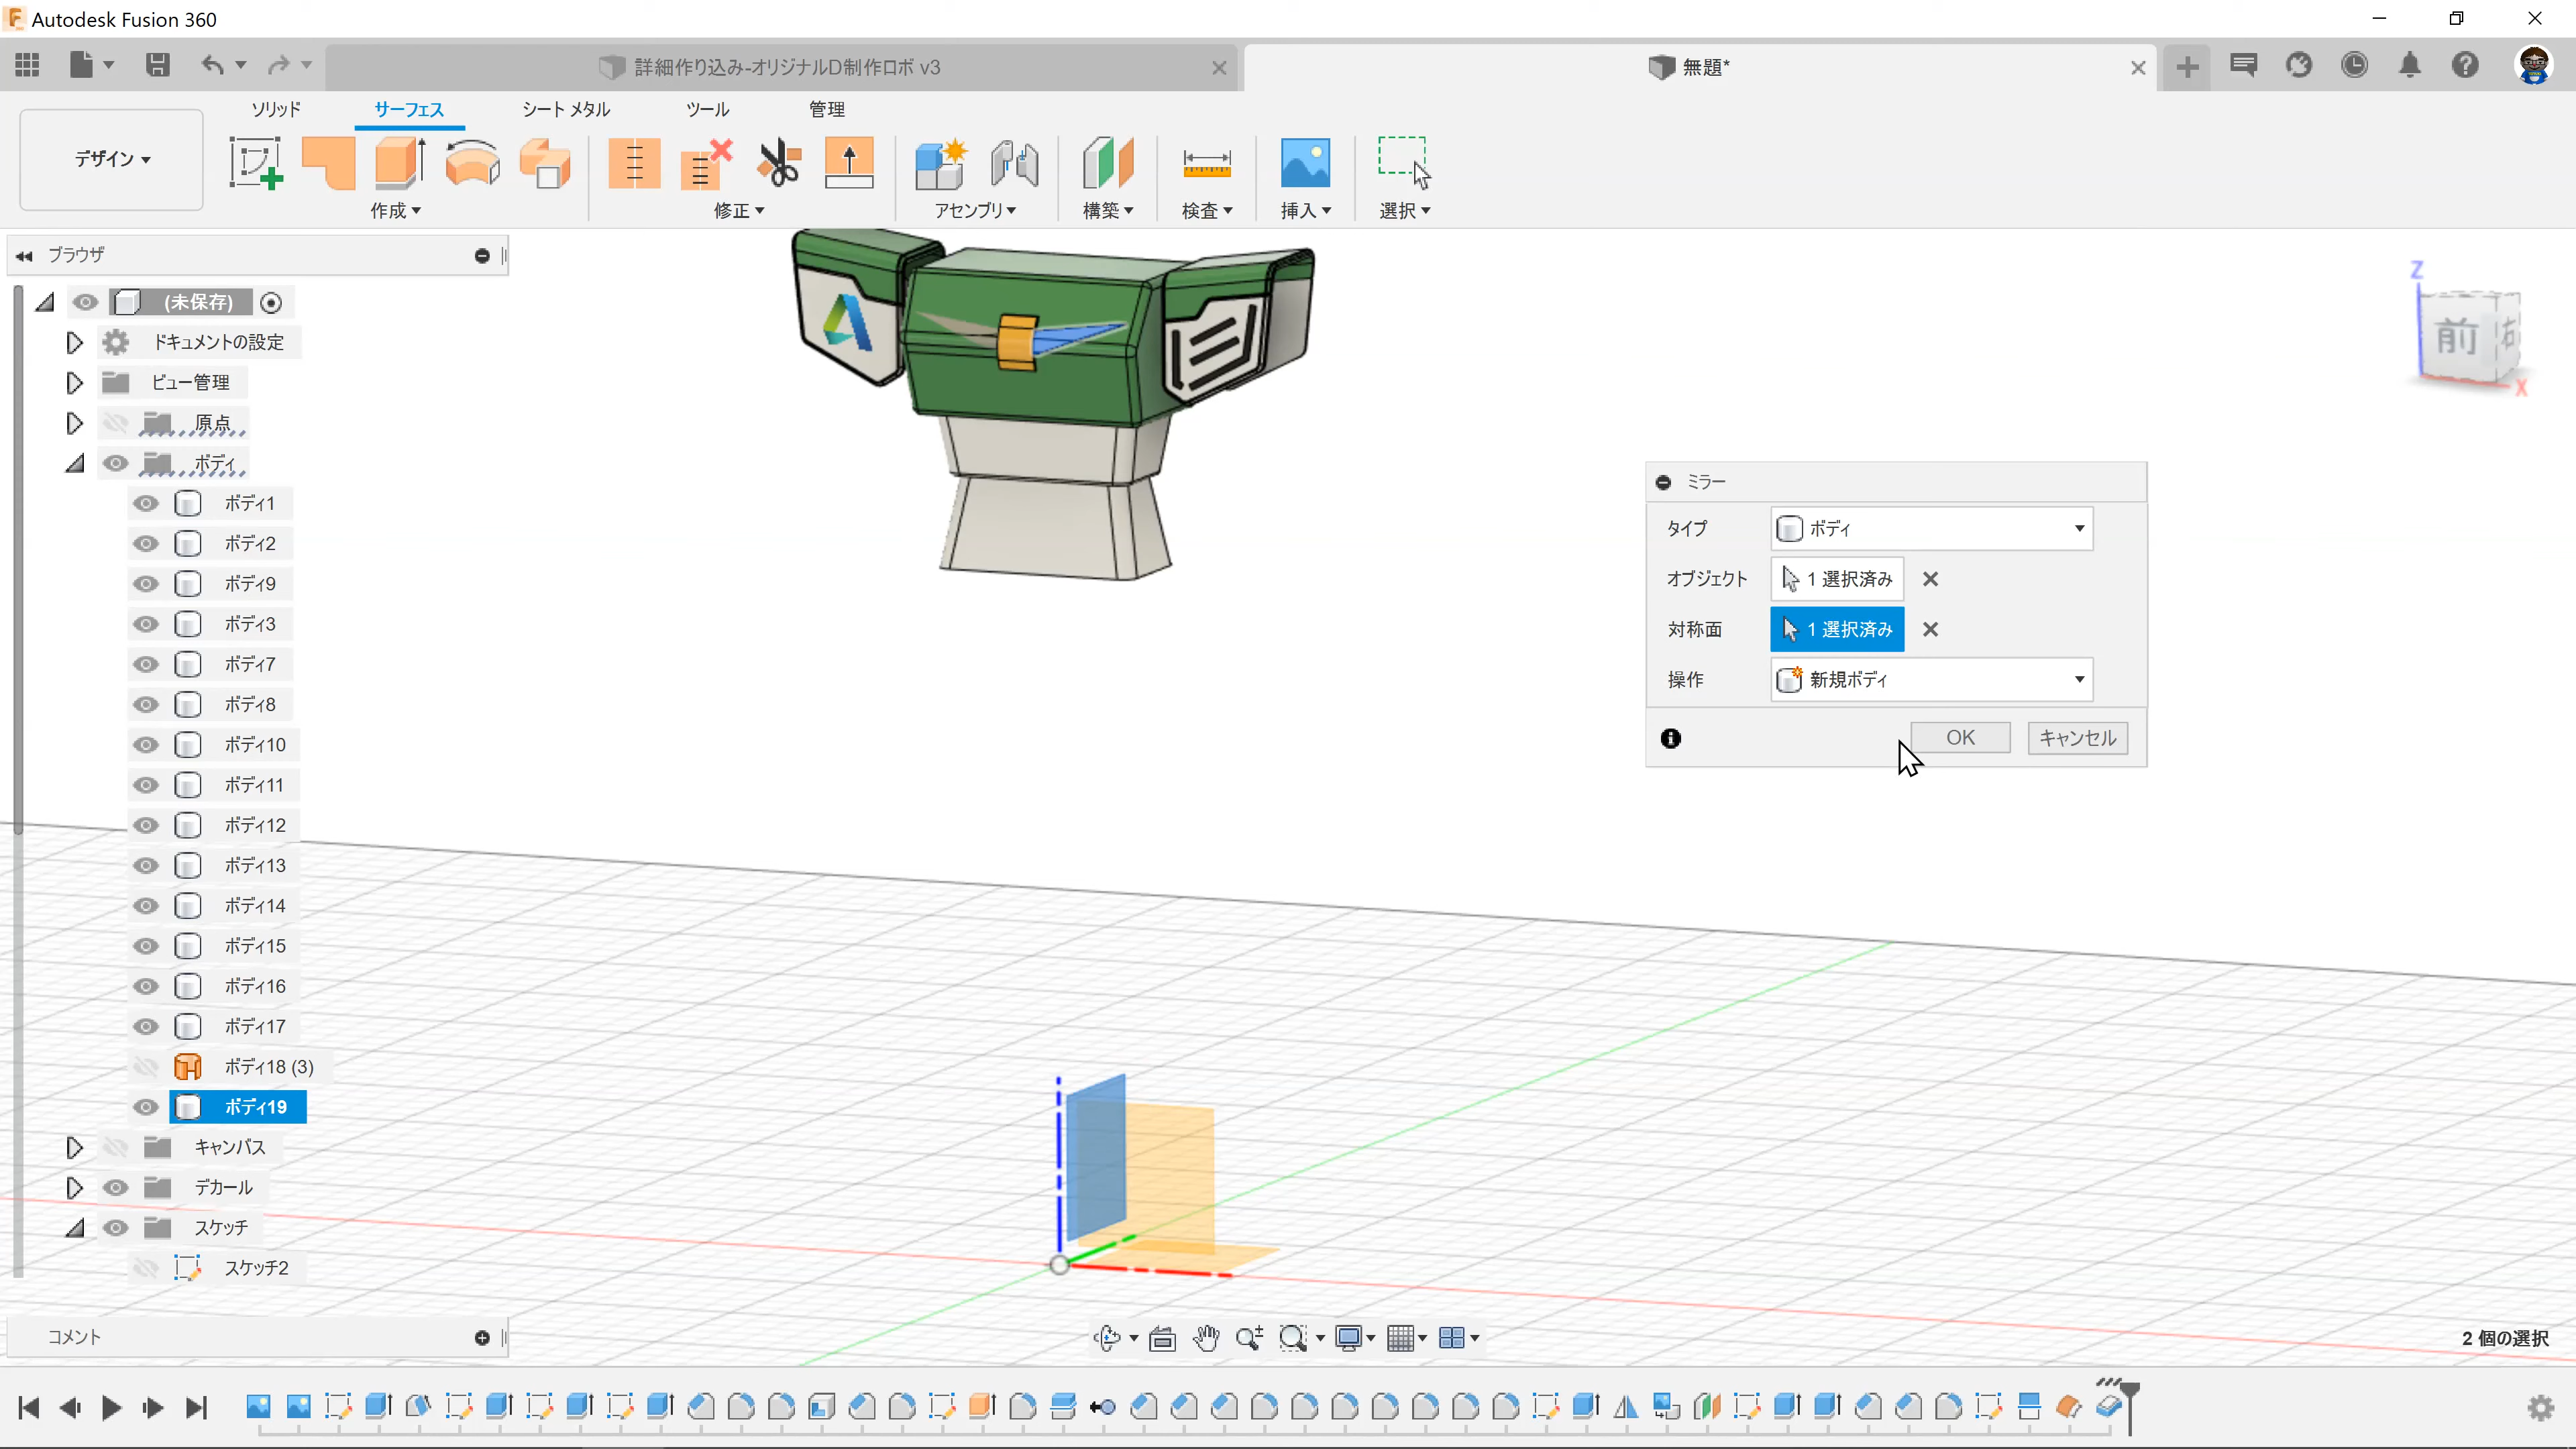 Autodesk Fusion 360
詳細作り込み-オリジナルD制作ロボ v3
無題*
ソリッド
サーフェス
シート メタル
ツール
管理
デザイン
作成
修正
アセンブリ
構築
検査
挿入
選択
ブラウザ
(未保存)
ドキュメントの設定
ビュー管理
原点
ボディ
ボディ1
ボディ2
ボディ9
ボディ3
ボディ7
ボディ8
ボディ10
ボディ11
ボディ12
ボディ13
ボディ14
ボディ15
ボディ16
ボディ17
ボディ18 (3)
ボディ19
キャンバス
デカール
スケッチ
スケッチ2
コメント
Z
前
右
X
ミラー
タイプ
ボディ
オブジェクト
1 選択済み
対称面
1 選択済み
操作
新規ボディ
OK
キャンセル
2 個の選択